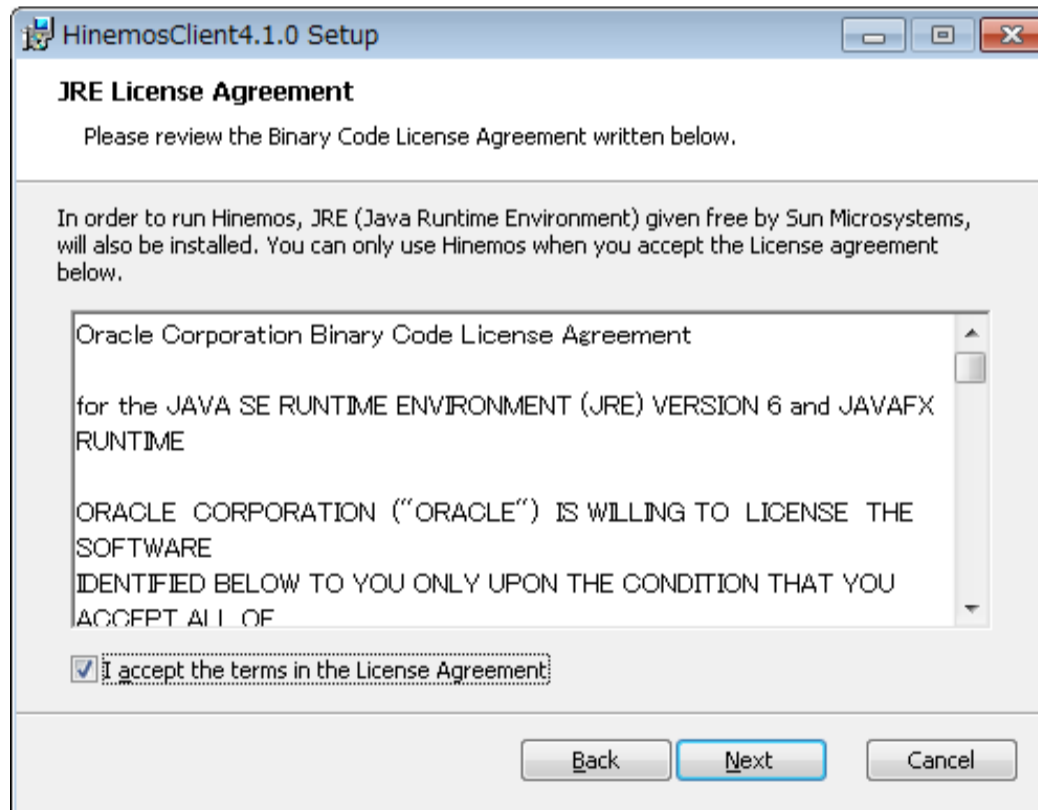 HinemosClient4.1.0 Setup
JRE License Agreement
Please review the Binary Code License Agreement written below.
In order to run Hinemos, JRE (Java Runtime Environment) given free by Sun Microsystems,
will also be installed. You can only use Hinemos when you accept the License agreement
below.
Oracle Corporation Binary Code License Agreement
for the JAVA SE RUNTIME ENVIRONMENT (JRE) VERSION 6 and JAVAFX
RUNTIME
ORACLE CORPORATION ("ORACLE") IS WILLING TO LICENSE THE
SOFTWARE
IDENTIFIED BELOW TO YOU ONLY UPON THE CONDITION THAT YOU
ACCEPT ALL OF
I accept the terms in the License Agreement
Back Next Cancel